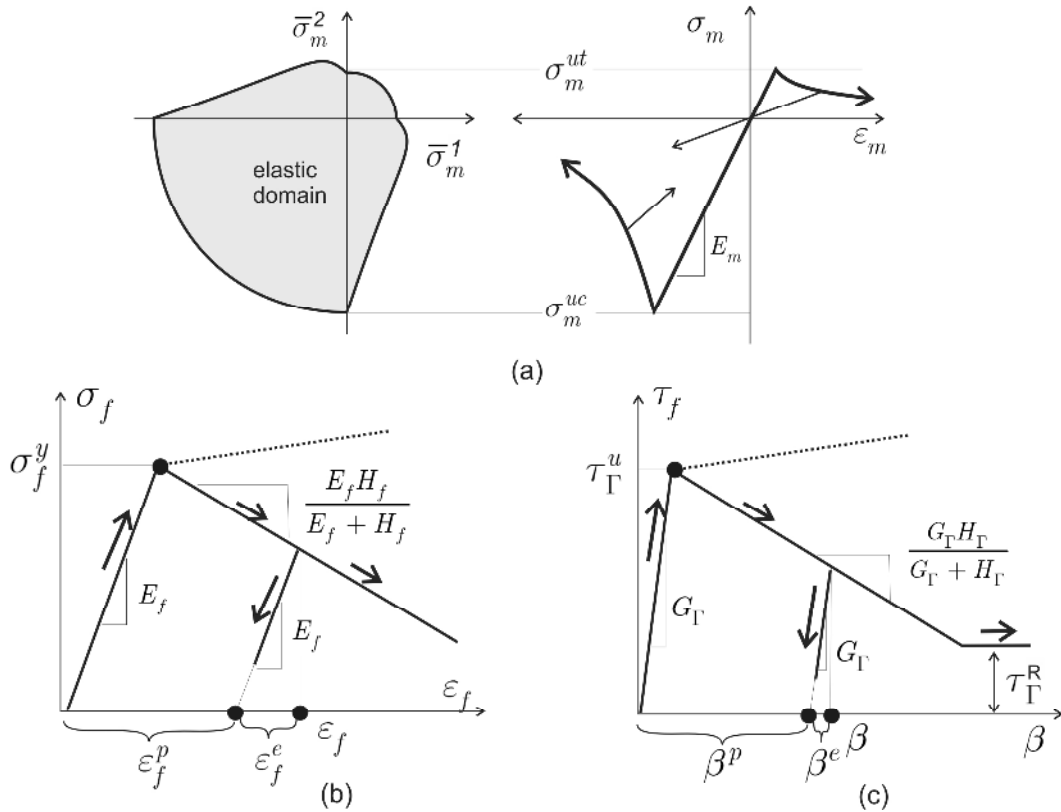 σ̅_m^2
σ_m
σ_m^{ut}
σ̅_m^1
ε_m
elastic
domain
E_m
σ_m^{uc}
(a)
σ_f
τ_f
σ_f^y
τ_Γ^u
E_f H_f / (E_f + H_f)
G_Γ H_Γ / (G_Γ + H_Γ)
E_f
E_f
G_Γ
G_Γ
ε_f
τ_Γ^R
ε_f^p
ε_f^e
ε_f
β^p
β^e
β
β
(b)
(c)